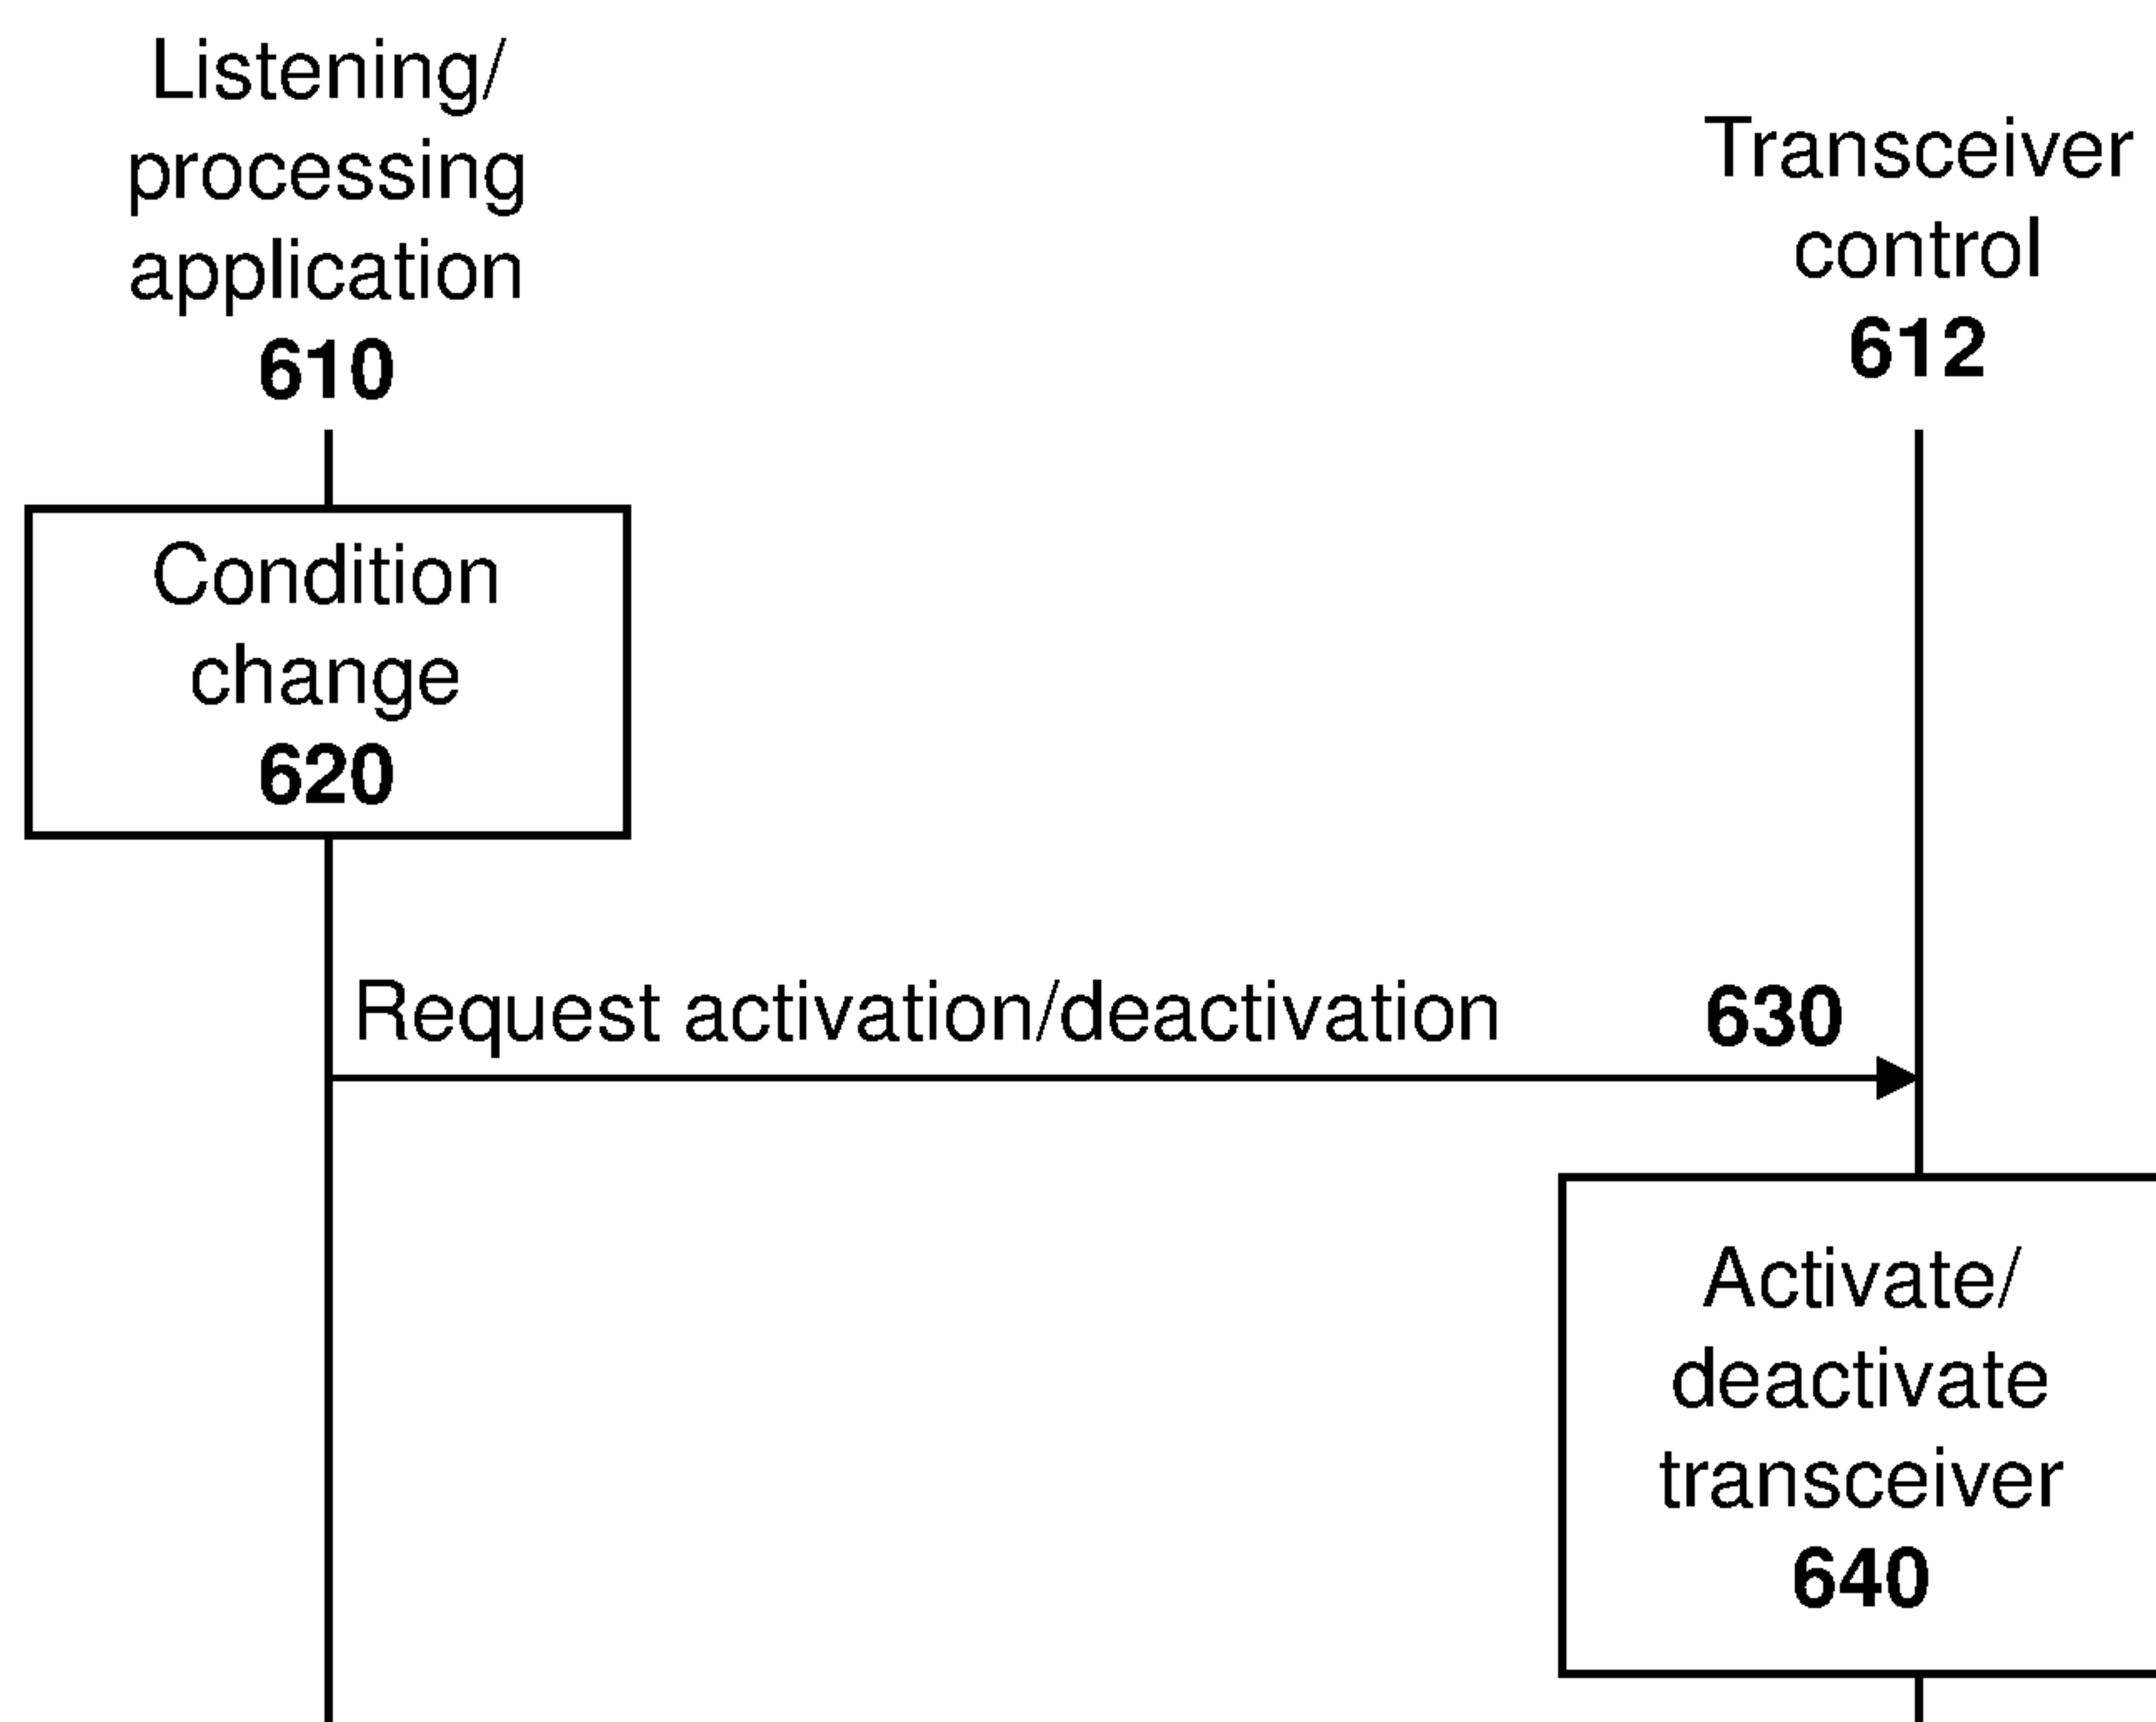 Listening/
processing
application
610
Transceiver
control
612
Condition
change
620
Request activation/deactivation 630
Activate/
deactivate
transceiver
640